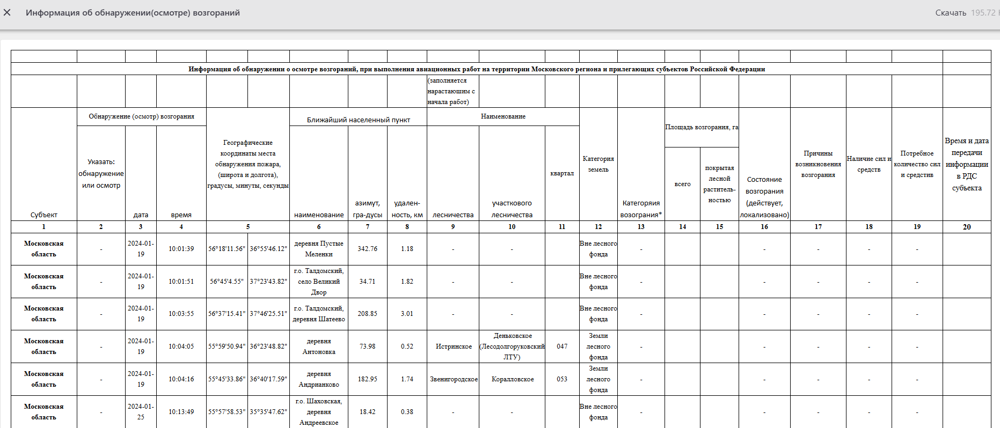 Информация об обнаружении(осмотре) возгораний
Скачать 195.72
Информация об обнаружении о осмотре возгораний, при выполнения авиационных работ на территории Московского региона и прилегающих субъектов Российской Федерации
(заполняется
нарастаюшим с
начала работ)
Субъект
Обнаружение (осмотр) возгорания
Указать:
обнаружение
или осмотр
дата
время
Географические
координаты места
обнаружения пожара,
(широта и долгота),
градусы, минуты, секунды
Ближайший населенный пункт
наименование
азимут,
гра-дусы
удален-
ность, км
Наименование
лесничества
участкового
лесничества
квартал
Категория
земель
Категоряия
возограния*
Площадь возгорания, га
всего
покрытая
лесной
раститель-
ностью
Состояние
возгорания
(действует,
локализовано)
Причины
возникновения
возгорания
Наличие сил и
средств
Потребное
количество сил
и средстив
Время и дата
передачи
информации
в РДС
субъекта
1 2 3 4 5 6 7 8 9 10 11 12 13 14 15 16 17 18 19 20
Московская
область
-
2024-01-
19
10:01:39
56°18'11.56"
36°55'46.12"
деревня Пустые
Меленки
342.76
1.18
-
-
Вне лесного
фонда
-
-
-
-
-
Московская
область
-
2024-01-
19
10:01:51
56°45'4.55"
37°23'43.82"
г.о. Талдомский,
село Великий
Двор
34.71
1.82
-
-
Вне лесного
фонда
-
-
-
-
-
Московская
область
-
2024-01-
19
10:03:55
56°37'15.41"
37°46'25.51"
г.о. Талдомский,
деревня Шатеево
208.85
3.01
-
-
Вне лесного
фонда
-
-
-
-
-
Московская
область
-
2024-01-
19
10:04:05
55°59'50.94"
36°23'48.82"
деревня
Антоновка
73.98
0.52
Истринское
Деньковское
(Лесодолгоруковский
ЛТУ)
047
Земли
лесного
фонда
-
-
-
-
-
Московская
область
-
2024-01-
19
10:04:16
55°45'33.86"
36°40'17.59"
деревня
Андрианково
182.95
1.74
Звенигородское
Коралловское
053
Земли
лесного
фонда
-
-
-
-
-
Московская
область
-
2024-01-
25
10:13:49
55°57'58.53"
35°35'47.62"
г.о. Шаховская,
деревня
Андреевское
18.42
0.38
-
-
Вне лесного
фонда
-
-
-
-
-